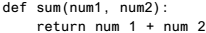 def sum(num1, num2):
    return num 1 + num 2